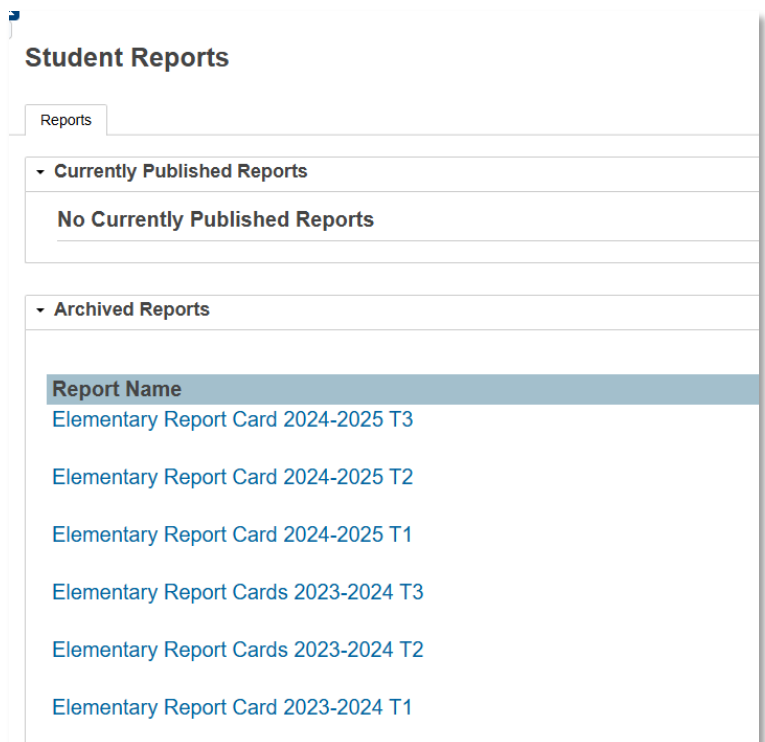 Student Reports
Reports
Currently Published Reports
No Currently Published Reports
Archived Reports
Report Name
Elementary Report Card 2024-2025 T3
Elementary Report Card 2024-2025 T2
Elementary Report Card 2024-2025 T1
Elementary Report Cards 2023-2024 T3
Elementary Report Cards 2023-2024 T2
Elementary Report Card 2023-2024 T1